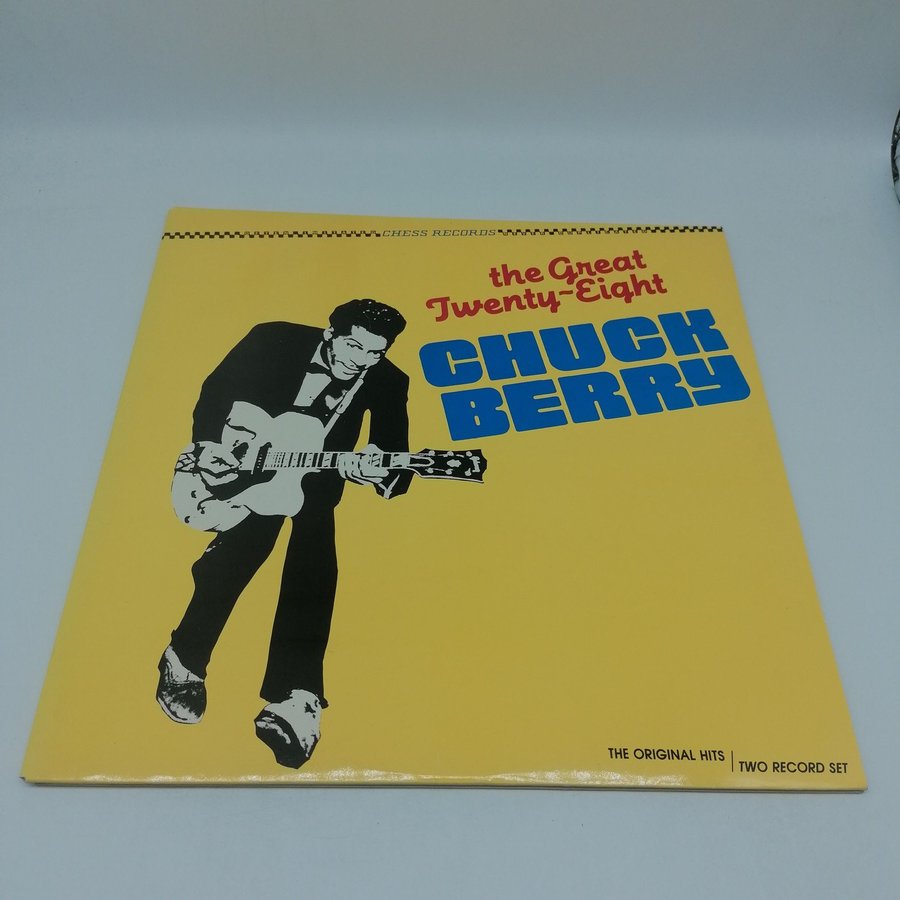 CHESS RECORDS
the Great
Twenty-Eight
CHUCK
BERRY
THE ORIGINAL HITS | TWO RECORD SET